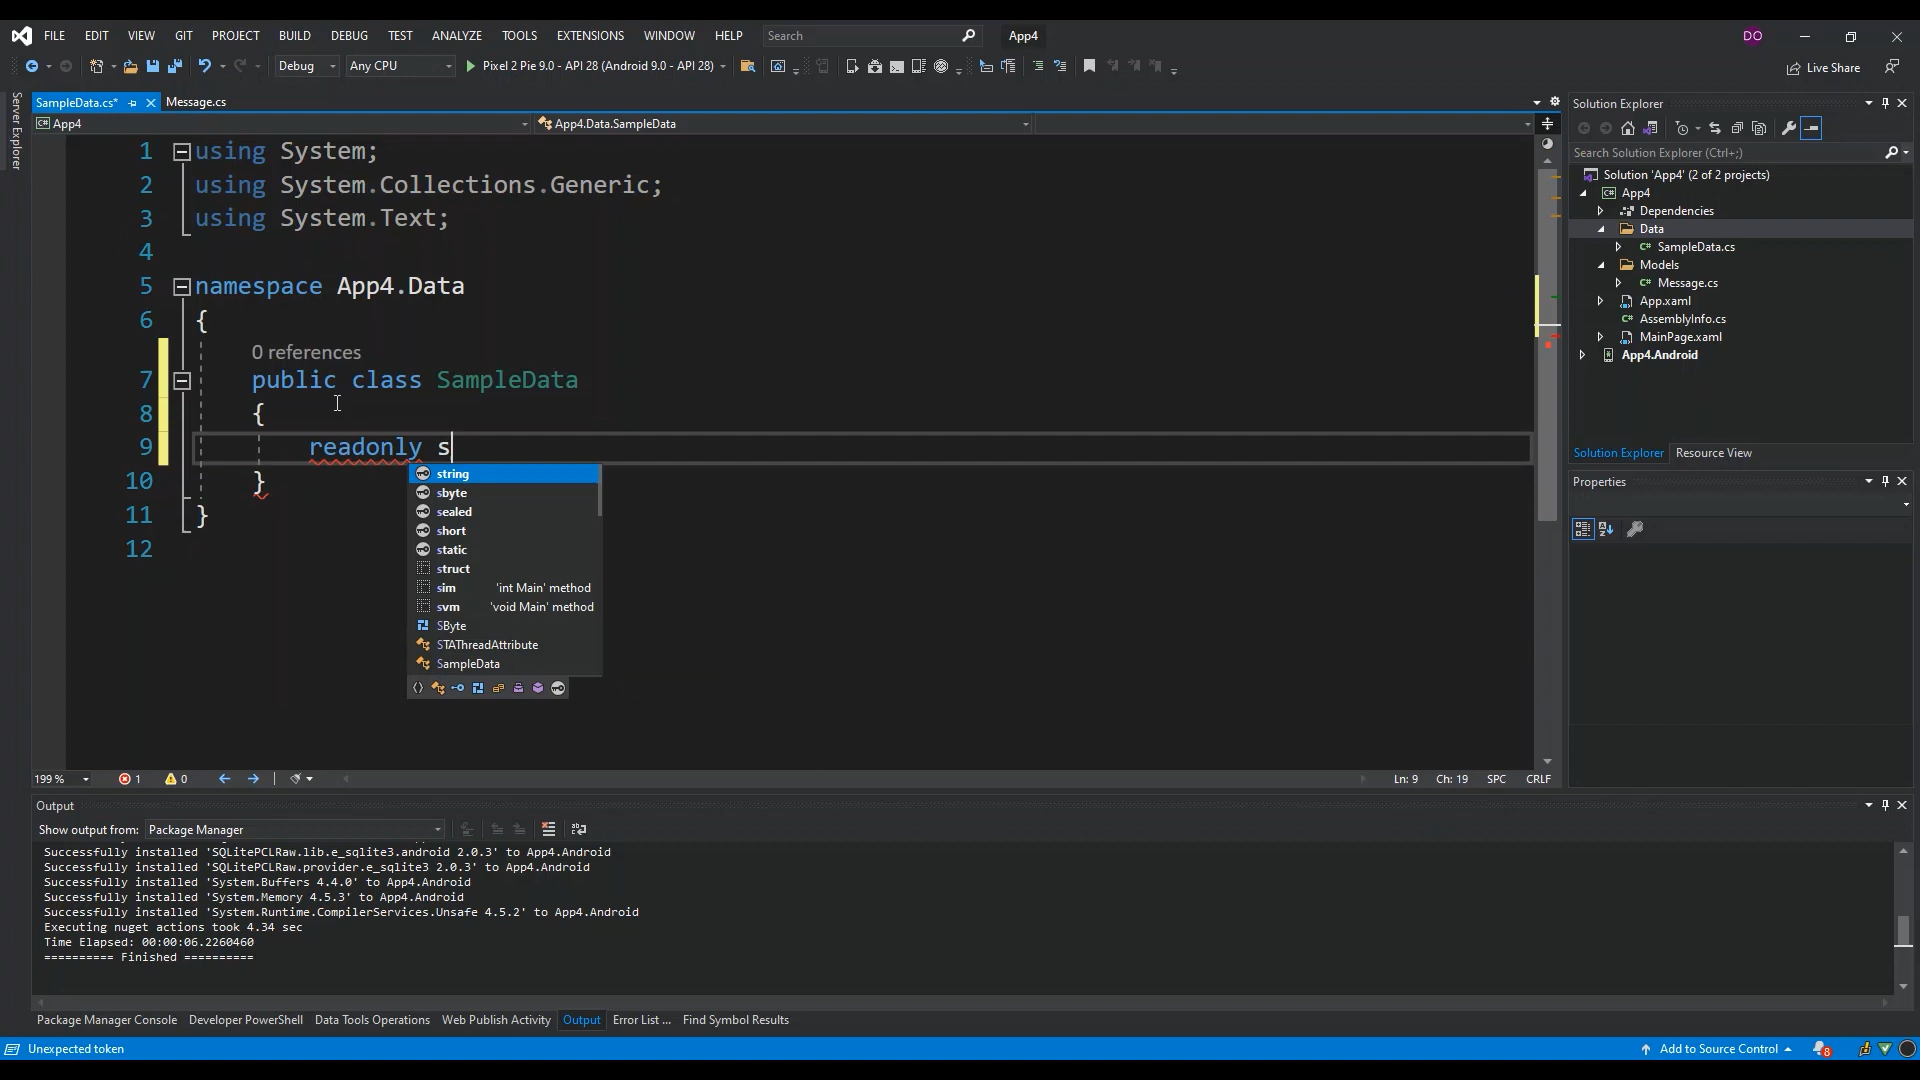 FILE EDIT VIEW GIT PROJECT BUILD DEBUG TEST ANALYZE TOOLS EXTENSIONS WINDOW HELP Search App4 DO
Debug Any CPU Pixel 2 Pie 9.0 - API 28 (Android 9.0 - API 28) Live Share
Server Explorer
SampleData.cs* Message.cs
App4 App4.Data.SampleData
1 using System;
2 using System.Collections.Generic;
3 using System.Text;
4
5 namespace App4.Data
6 {
0 references
7 public class SampleData
8 {
9 readonly s
10 }
11 }
12
string
sbyte
sealed
short
static
struct
sim 'int Main' method
svm 'void Main' method
SByte
STAThreadAttribute
SampleData
199 % 1 0 Ln: 9 Ch: 19 SPC CRLF
Solution Explorer
Search Solution Explorer (Ctrl+;)
Solution 'App4' (2 of 2 projects)
App4
Dependencies
Data
SampleData.cs
Models
Message.cs
App.xaml
AssemblyInfo.cs
MainPage.xaml
App4.Android
Solution Explorer Resource View
Properties
Output
Show output from: Package Manager
Successfully installed 'SQLitePCLRaw.lib.e_sqlite3.android 2.0.3' to App4.Android
Successfully installed 'SQLitePCLRaw.provider.e_sqlite3 2.0.3' to App4.Android
Successfully installed 'System.Buffers 4.4.0' to App4.Android
Successfully installed 'System.Memory 4.5.3' to App4.Android
Successfully installed 'System.Runtime.CompilerServices.Unsafe 4.5.2' to App4.Android
Executing nuget actions took 4.34 sec
Time Elapsed: 00:00:06.2260460
========== Finished ==========
Package Manager Console Developer PowerShell Data Tools Operations Web Publish Activity Output Error List ... Find Symbol Results
Unexpected token Add to Source Control 8